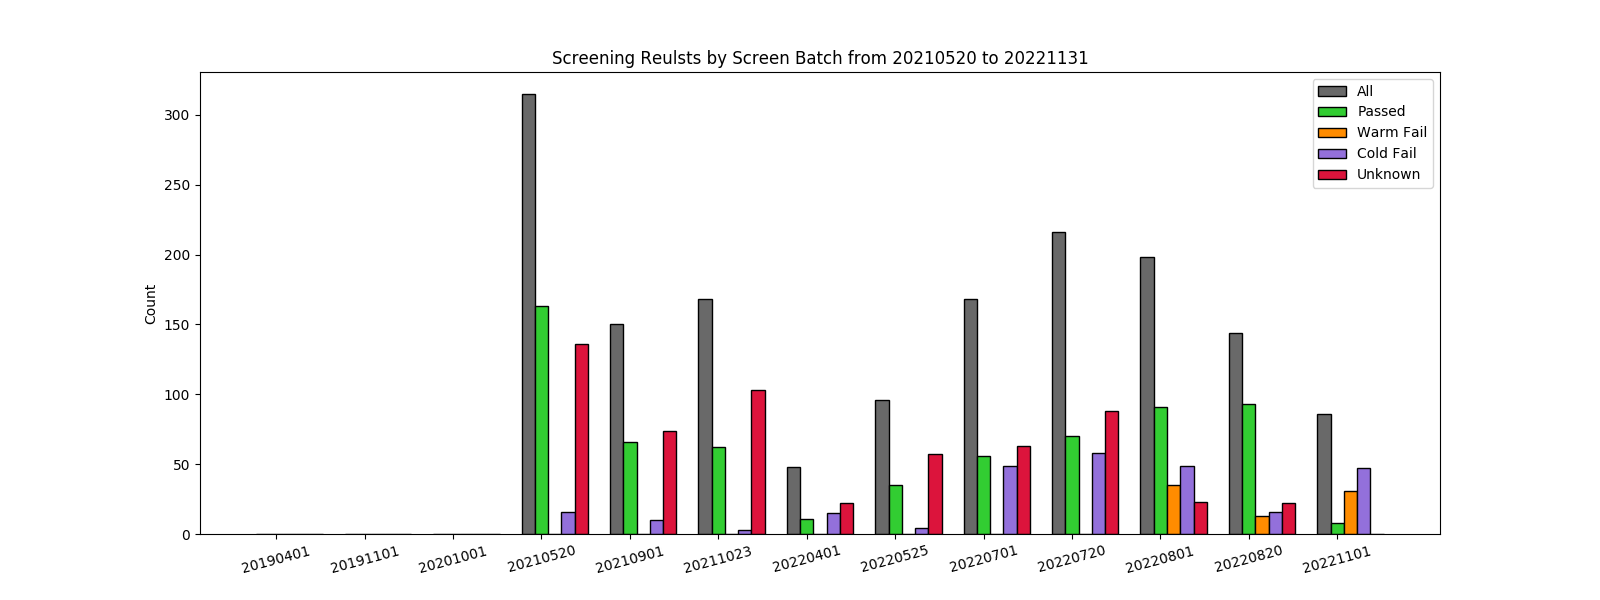 Screening Reulsts by Screen Batch from 20210520 to 20221131
All
Passed
Warm Fail
Cold Fail
Unknown
Count
300
250
200
150
100
50
0
20190401 20191101 20201001 20210520 20210901 20211023 20220401 20220525 20220701 20220720 20220801 20220820 20221101